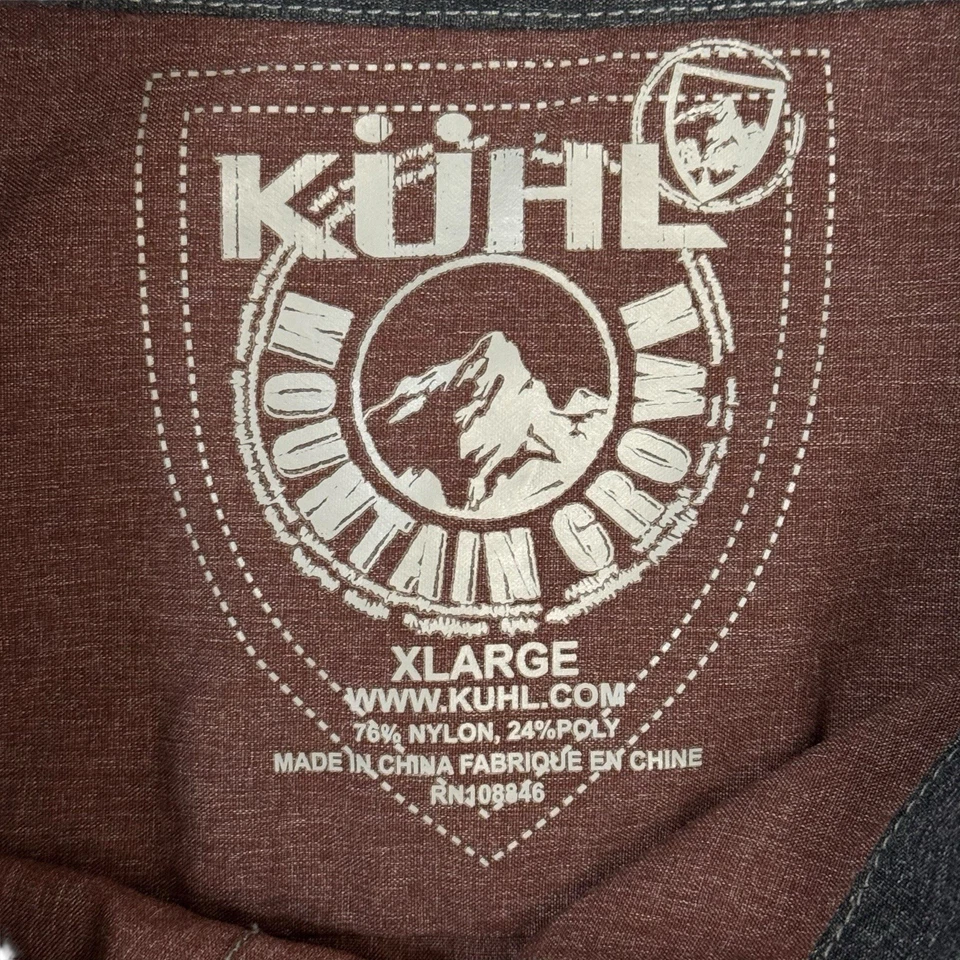 KÜHL
MOUNTAIN GROWN
XLARGE
WWW.KUHL.COM
76% NYLON, 24%POLY
MADE IN CHINA FABRIQUE EN CHINE
RN108846